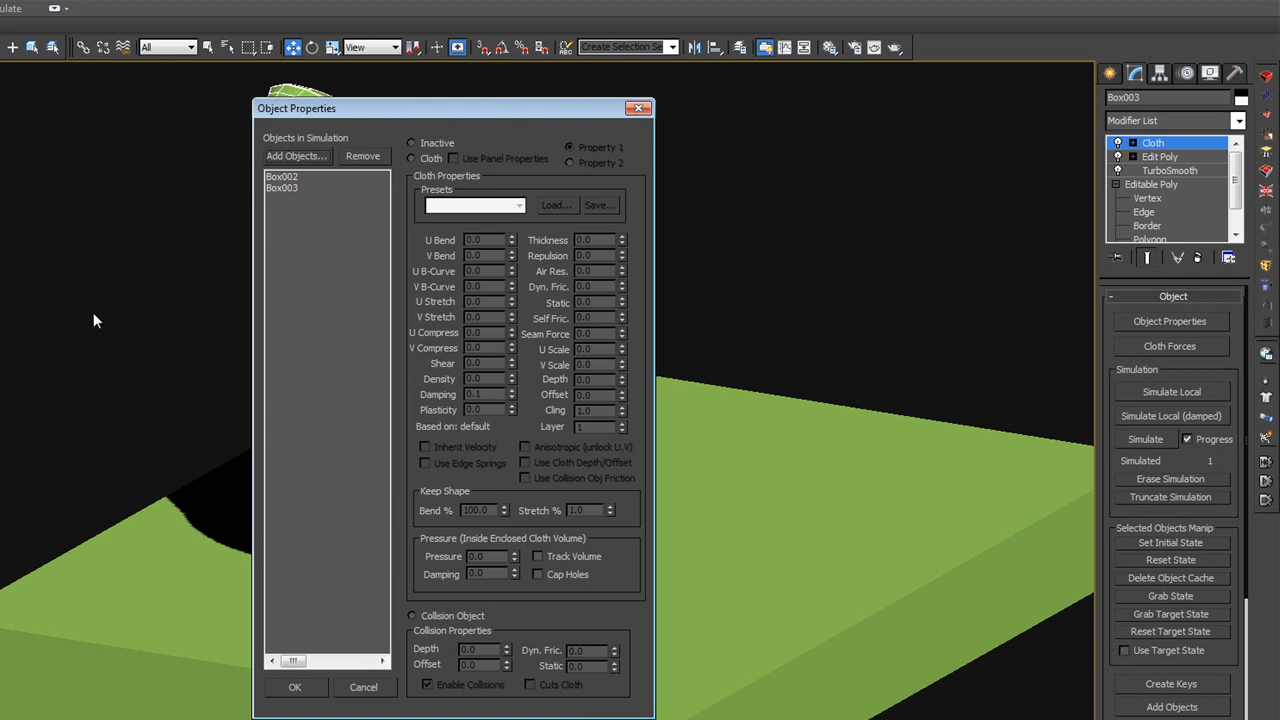 ulate
All
View
ABC
Create Selection Se
Object Properties
Objects in Simulation
Add Objects...
Remove
Box002
Box003
Inactive
Cloth
Use Panel Properties
Property 1
Property 2
Cloth Properties
Presets
Load...
Save...
U Bend 0.0
Thickness 0.0
V Bend 0.0
Repulsion 0.0
U B-Curve 0.0
Air Res. 0.0
V B-Curve 0.0
Dyn. Fric. 0.0
U Stretch 0.0
Static 0.0
V Stretch 0.0
Self Fric. 0.0
U Compress 0.0
Seam Force 0.0
V Compress 0.0
U Scale 0.0
Shear 0.0
V Scale 0.0
Density 0.0
Depth 0.0
Damping 0.1
Offset 0.0
Plasticity 0.0
Cling 1.0
Based on: default
Layer 1
Inherit Velocity
Anisotropic (unlock U,V)
Use Edge Springs
Use Cloth Depth/Offset
Use Collision Obj Friction
Keep Shape
Bend % 100.0
Stretch % 1.0
Pressure (Inside Enclosed Cloth Volume)
Pressure 0.0
Track Volume
Damping 0.0
Cap Holes
Collision Object
Collision Properties
Depth 0.0
Dyn. Fric. 0.0
Offset 0.0
Static 0.0
Enable Collisions
Cuts Cloth
OK
Cancel
Box003
Modifier List
Cloth
Edit Poly
TurboSmooth
Editable Poly
Vertex
Edge
Border
Polygon
Object
Object Properties
Cloth Forces
Simulation
Simulate Local
Simulate Local (damped)
Simulate
Progress
Simulated 1
Erase Simulation
Truncate Simulation
Selected Objects Manip
Set Initial State
Reset State
Delete Object Cache
Grab State
Grab Target State
Reset Target State
Use Target State
Create Keys
Add Objects